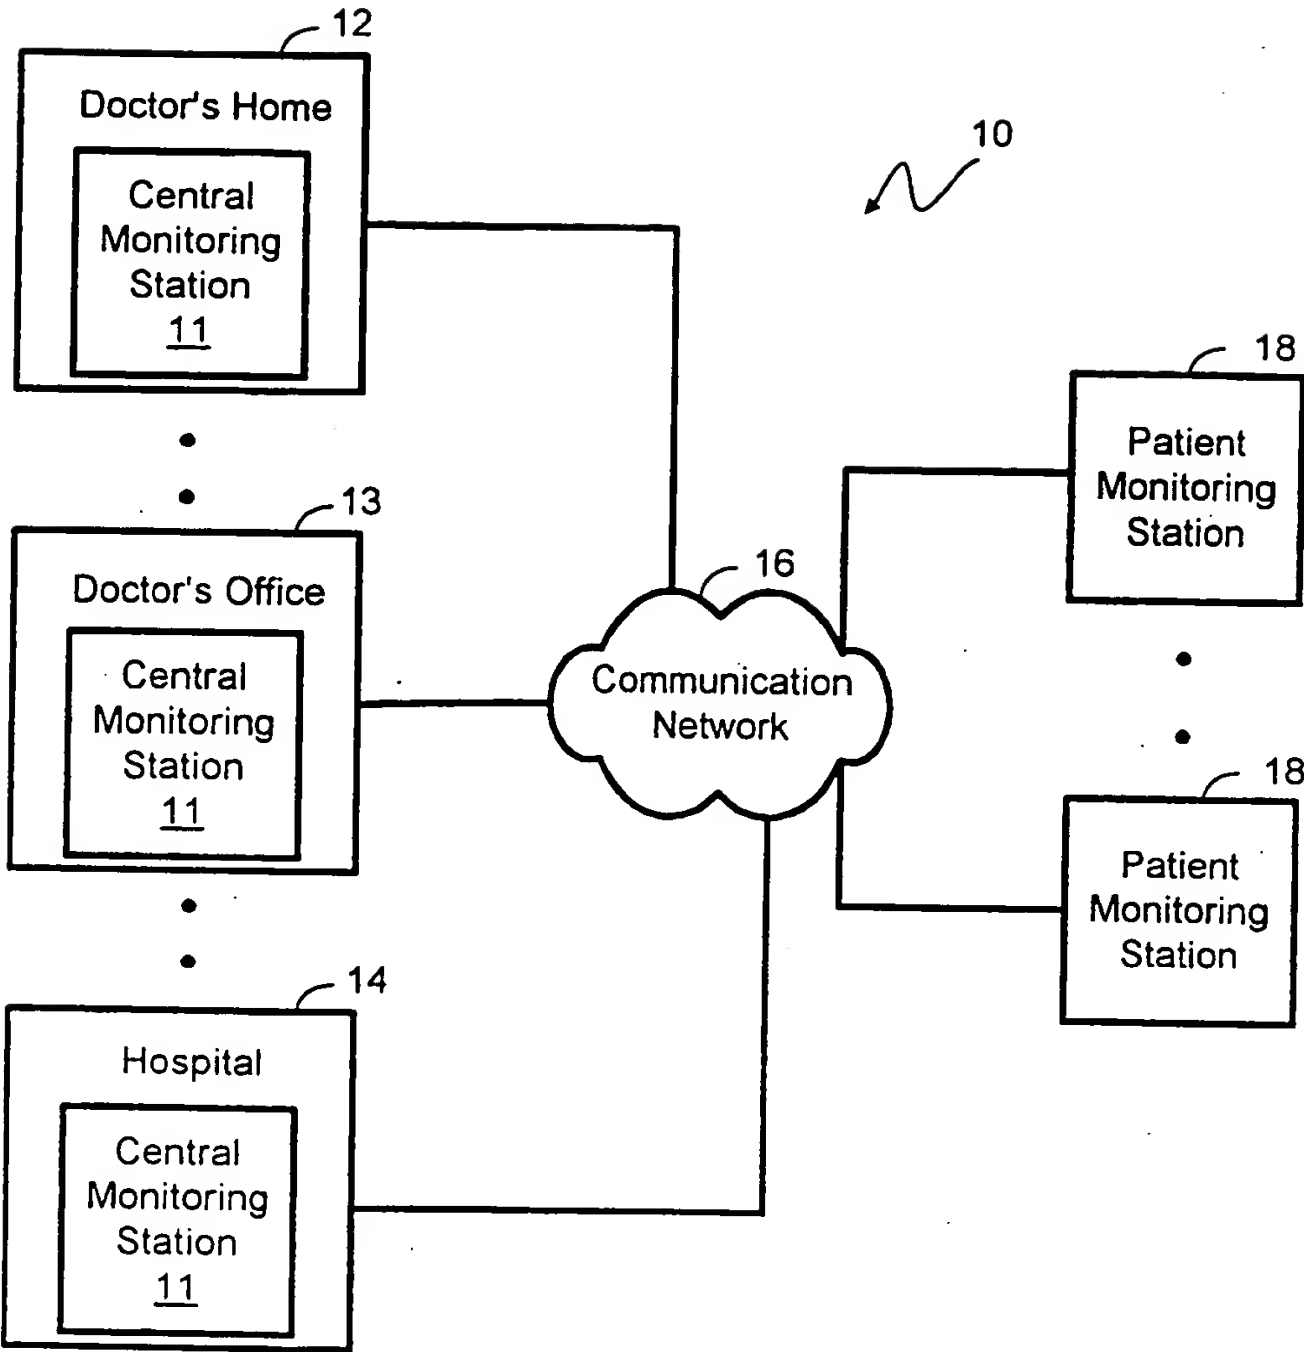 12
Doctor's Home
Central
Monitoring
Station
11
10
13
Doctor's Office
Central
Monitoring
Station
11
14
Hospital
Central
Monitoring
Station
11
16
Communication
Network
18
Patient
Monitoring
Station
18
Patient
Monitoring
Station